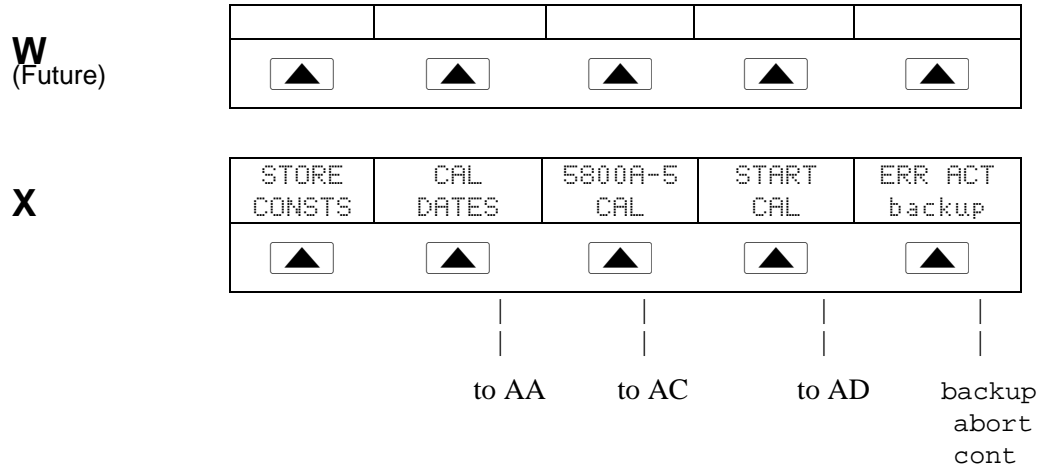 W
(Future)
X
STORE CAL 5800A-5 START ERR ACT
CONSTS DATES CAL CAL backup
to AA to AC to AD backup
abort
cont